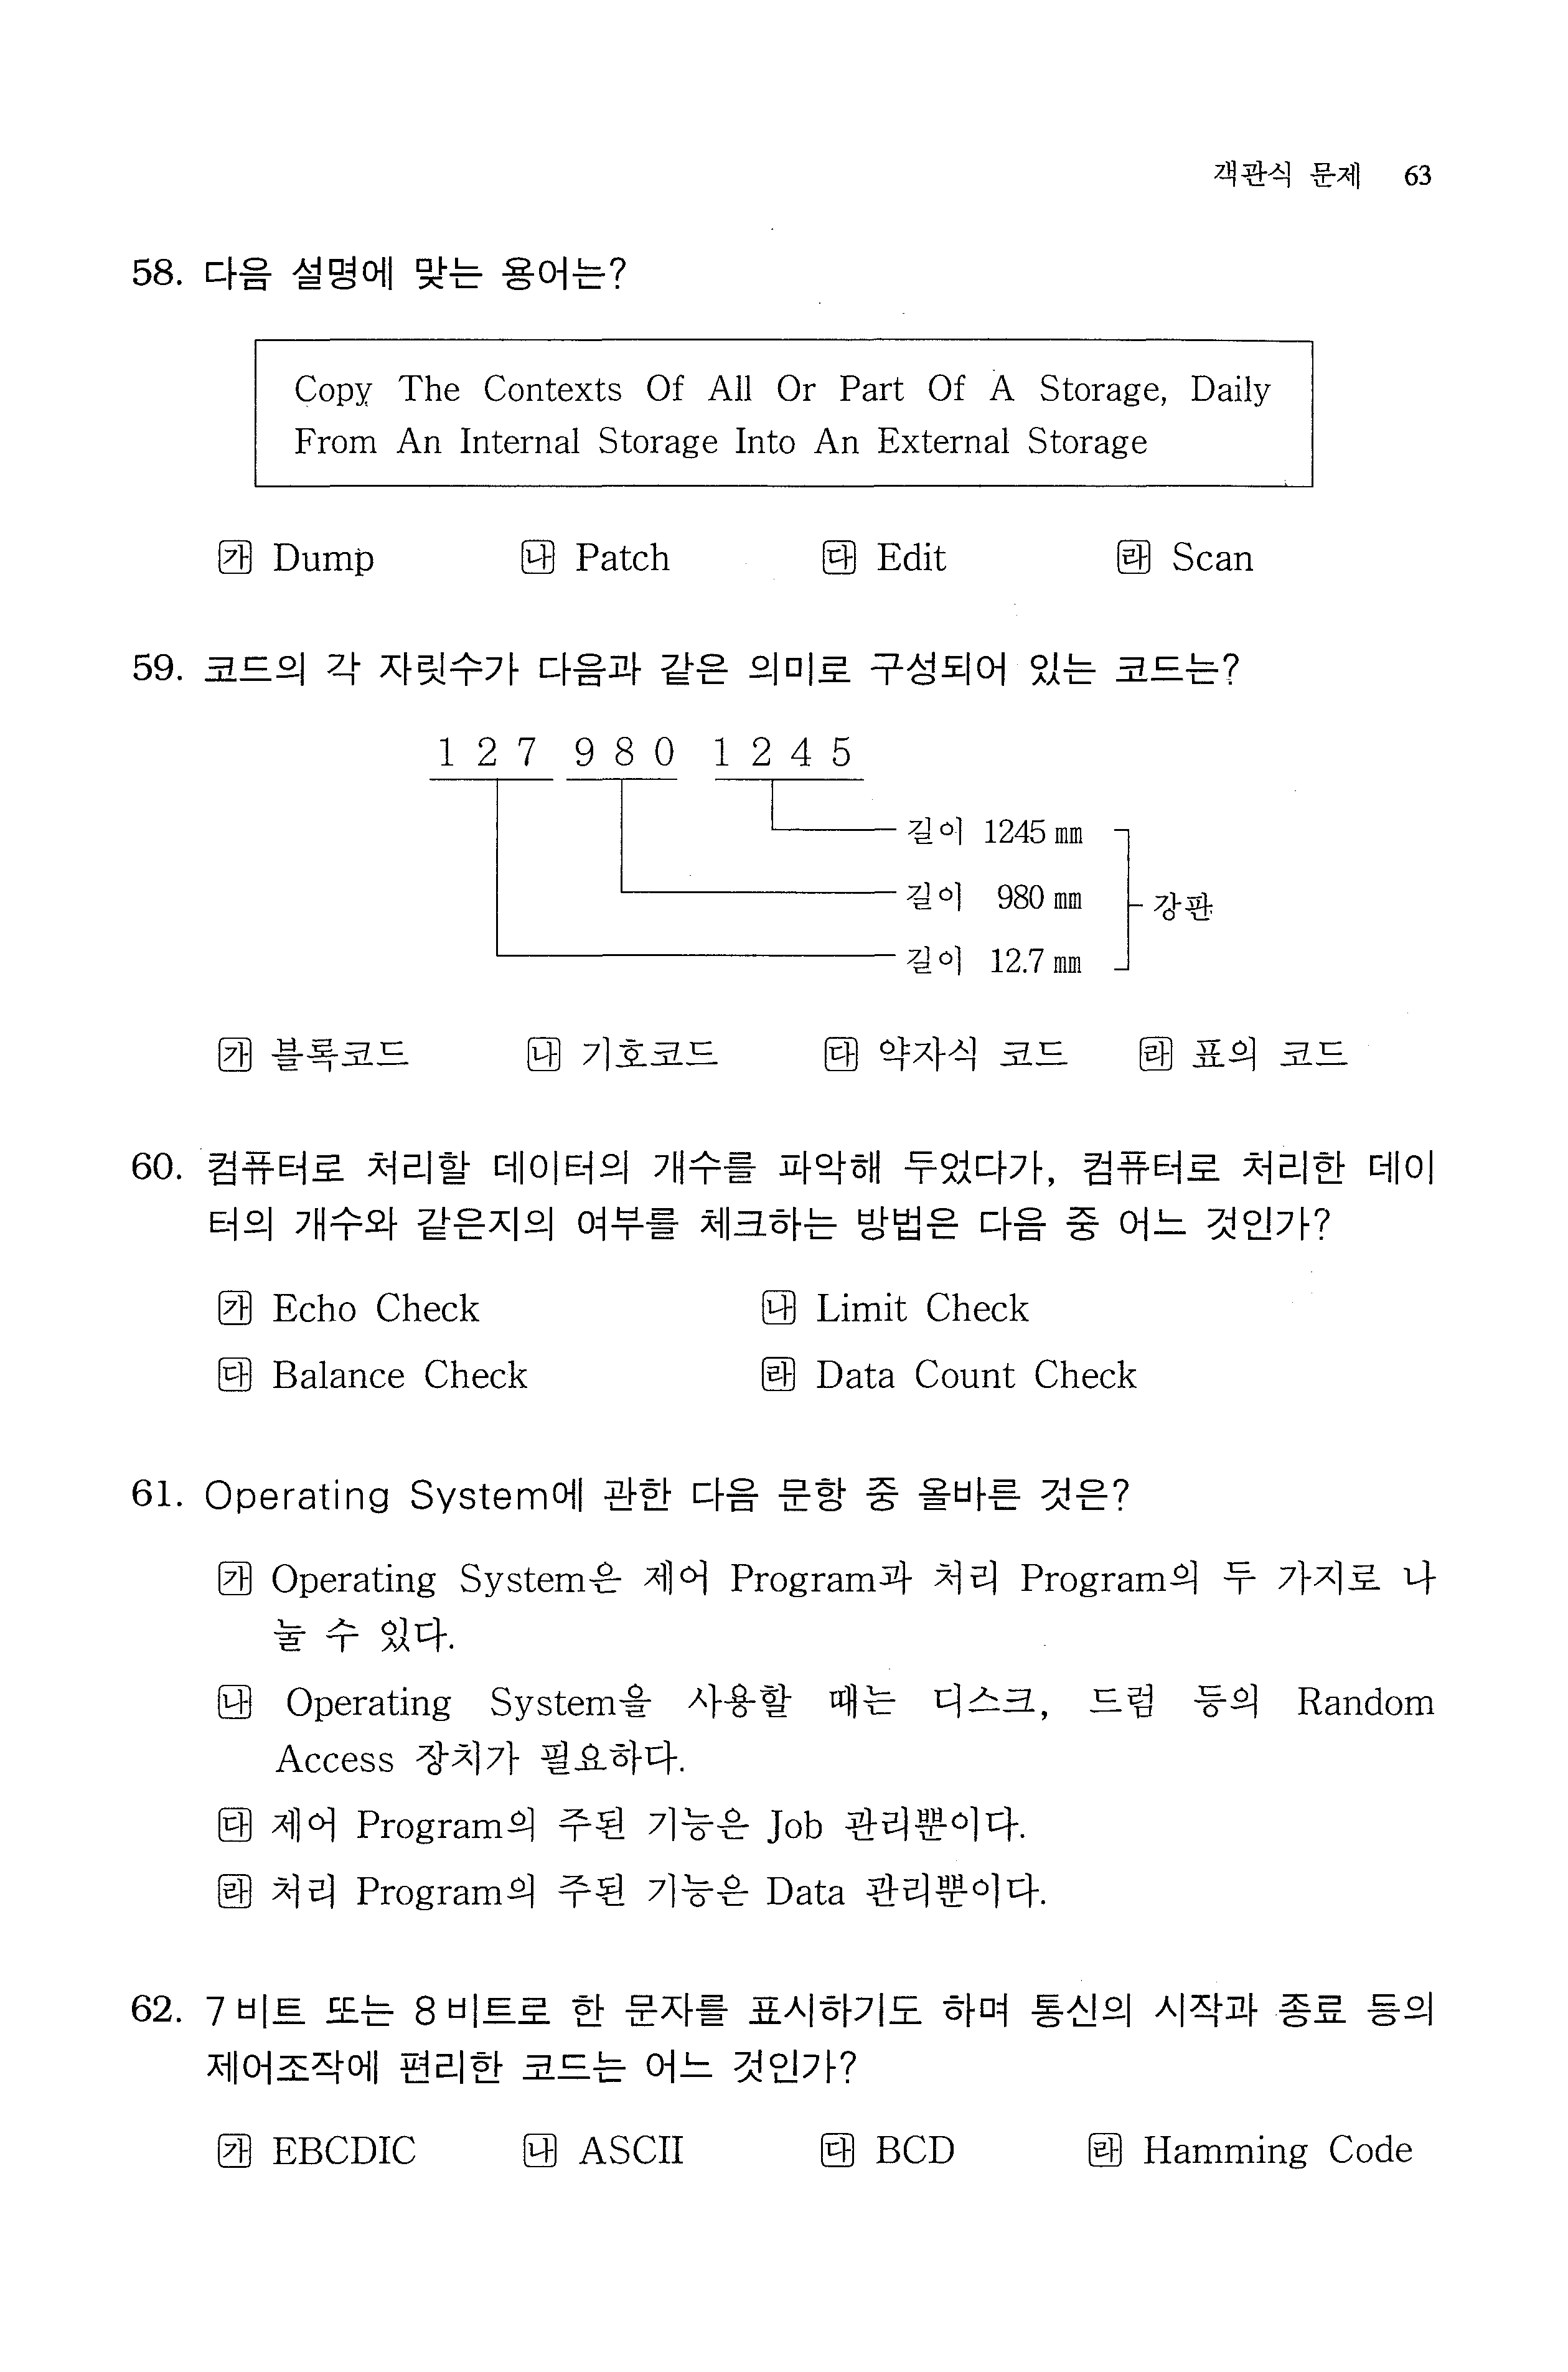 객관식 문제 63
58. 다음 설명에 맞는 용어는?
Copy The Contexts Of All Or Part Of A Storage, Daily
From An Internal Storage Into An External Storage
㉮ Dump ㉯ Patch ㉰ Edit ㉱ Scan
59. 코드의 각 자릿수가 다음과 같은 의미로 구성되어 있는 코드는?
1 2 7 9 8 0 1 2 4 5
길이 1245㎜
길이 980㎜ 강판
길이 12.7㎜
㉮ 블록코드 ㉯ 기호코드 ㉰ 약자식 코드 ㉱ 표의 코드
60. 컴퓨터로 처리할 데이터의 개수를 파악해 두었다가, 컴퓨터로 처리한 데이
터의 개수와 같은지의 여부를 체크하는 방법은 다음 중 어느 것인가?
㉮ Echo Check ㉯ Limit Check
㉰ Balance Check ㉱ Data Count Check
61. Operating System에 관한 다음 문항 중 올바른 것은?
㉮ Operating System은 제어 Program과 처리 Program의 두 가지로 나
눌 수 있다.
㉯ Operating System을 사용할 때는 디스크, 드럼 등의 Random
Access 장치가 필요하다.
㉰ 제어 Program의 주된 기능은 Job 관리뿐이다.
㉱ 처리 Program의 주된 기능은 Data 관리뿐이다.
62. 7비트 또는 8비트로 한 문자를 표시하기도 하며 통신의 시작과 종료 등의
제어조작에 편리한 코드는 어느 것인가?
㉮ EBCDIC ㉯ ASCII ㉰ BCD ㉱ Hamming Code